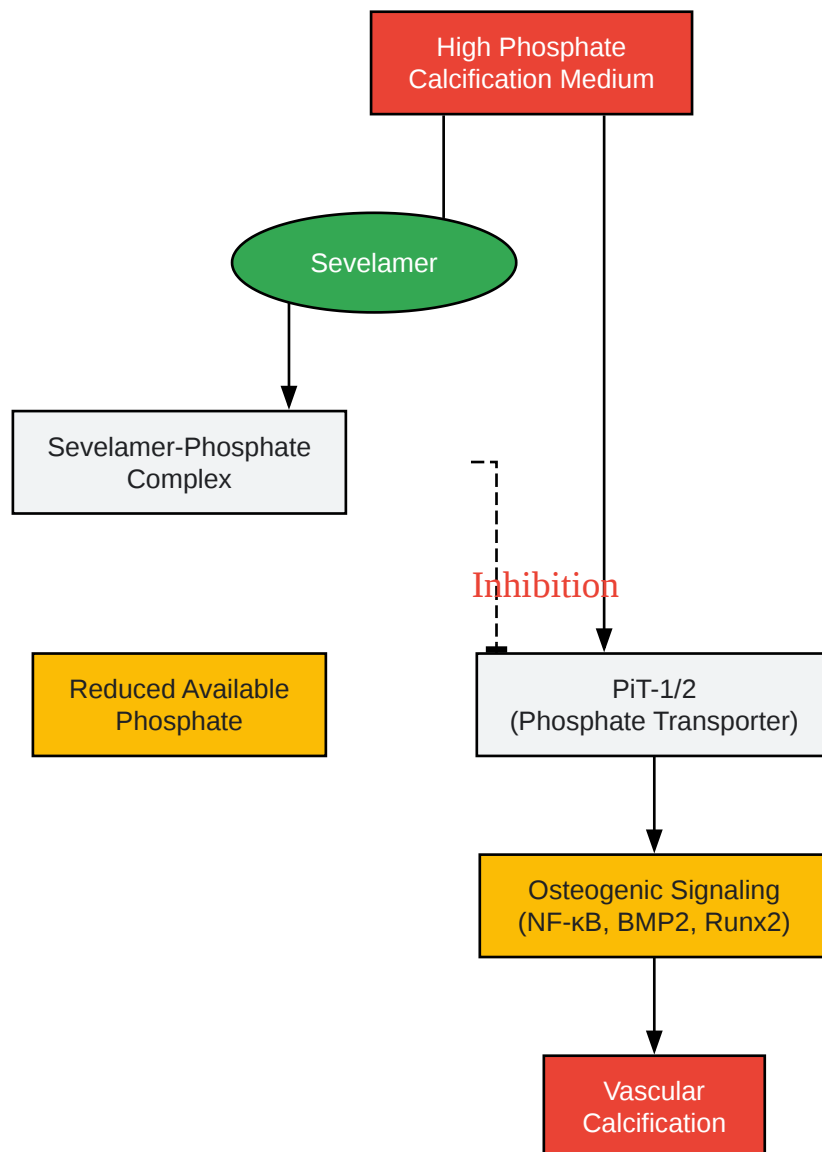 High Phosphate
Calcification Medium
Sevelamer
Sevelamer-Phosphate
Complex
Inhibition
Reduced Available
Phosphate
PiT-1/2
(Phosphate Transporter)
Osteogenic Signaling
(NF-κB, BMP2, Runx2)
Vascular
Calcification